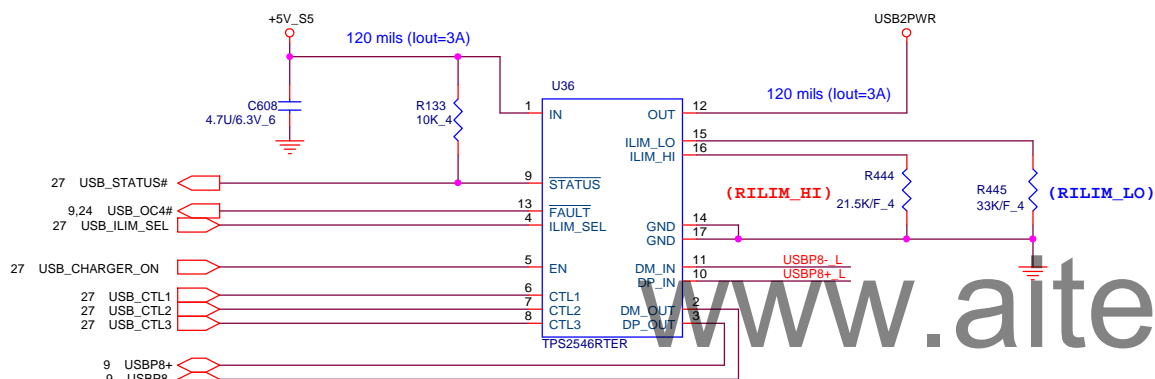 +5V_S5
USB2PWR
120 mils (Iout=3A)
U36
C608
4.7U/6.3V_6
R133
10K_4
120 mils (Iout=3A)
1
IN
OUT
12
ILIM_LO
15
ILIM_HI
16
27 USB_STATUS#
9
STATUS
(RILIM_HI)
R444
21.5K/F_4
R445
33K/F_4
(RILIM_LO)
9,24 USB_OC4#
13
FAULT
27 USB_ILIM_SEL
4
ILIM_SEL
GND
14
GND
17
27 USB_CHARGER_ON
5
EN
DM_IN
11
USBP8-_L
DP_IN
10
USBP8+_L
27 USB_CTL1
6
CTL1
27 USB_CTL2
7
CTL2
DM_OUT
2
27 USB_CTL3
8
CTL3
DP_OUT
3
TPS2546RTER
www.aite
9 USBP8+
9 USBP8-